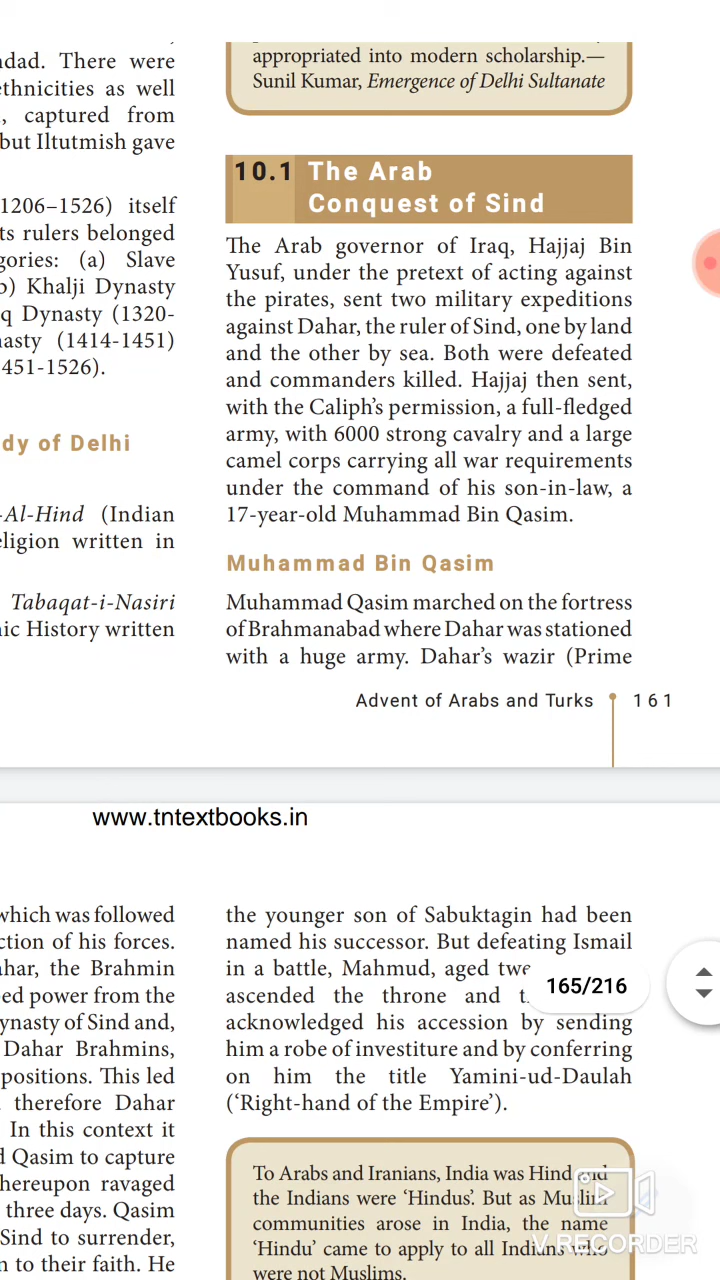 dad. There were
ethnicities as well
, captured from
but Iltutmish gave
1206–1526) itself
ts rulers belonged
gories: (a) Slave
b) Khalji Dynasty
q Dynasty (1320-
nasty (1414-1451)
451-1526).
dy of Delhi
-Al-Hind (Indian
eligion written in
Tabaqat-i-Nasiri
ic History written
appropriated into modern scholarship.—
Sunil Kumar, Emergence of Delhi Sultanate
10.1 The Arab
Conquest of Sind
The Arab governor of Iraq, Hajjaj Bin
Yusuf, under the pretext of acting against
the pirates, sent two military expeditions
against Dahar, the ruler of Sind, one by land
and the other by sea. Both were defeated
and commanders killed. Hajjaj then sent,
with the Caliph's permission, a full-fledged
army, with 6000 strong cavalry and a large
camel corps carrying all war requirements
under the command of his son-in-law, a
17-year-old Muhammad Bin Qasim.
Muhammad Bin Qasim
Muhammad Qasim marched on the fortress
of Brahmanabad where Dahar was stationed
with a huge army. Dahar's wazir (Prime
Advent of Arabs and Turks 161
www.tntextbooks.in
which was followed
ction of his forces.
ahar, the Brahmin
ed power from the
ynasty of Sind and,
Dahar Brahmins,
positions. This led
therefore Dahar
In this context it
d Qasim to capture
hereupon ravaged
three days. Qasim
Sind to surrender,
n to their faith. He
the younger son of Sabuktagin had been
named his successor. But defeating Ismail
in a battle, Mahmud, aged twe
ascended the throne and t
acknowledged his accession by sending
him a robe of investiture and by conferring
on him the title Yamini-ud-Daulah
('Right-hand of the Empire').
165/216
To Arabs and Iranians, India was Hind and
the Indians were 'Hindus'. But as Muslim
communities arose in India, the name
'Hindu' came to apply to all Indians who
were not Muslims.
V RECORDER